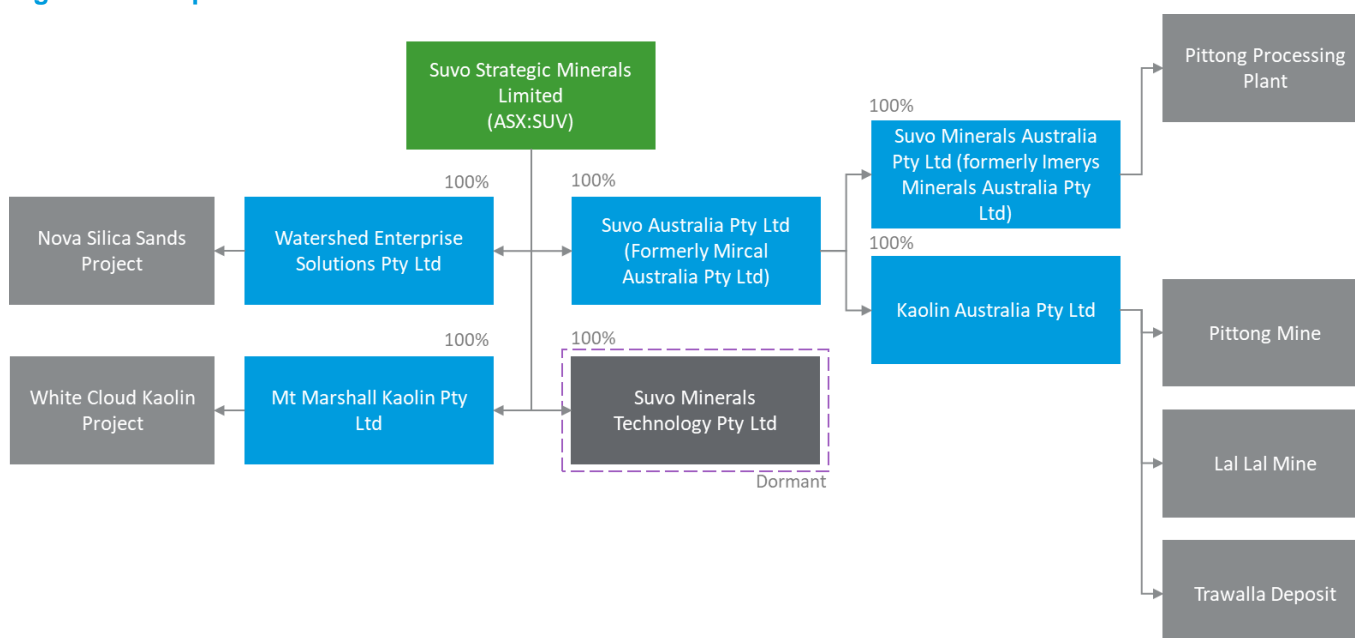 Suvo Strategic Minerals
Limited
(ASX:SUV)
Pittong Processing
Plant
100%
Suvo Minerals Australia
Pty Ltd (formerly Imerys
Minerals Australia Pty
Ltd)
100%
100%
Nova Silica Sands
Project
Watershed Enterprise
Solutions Pty Ltd
Suvo Australia Pty Ltd
(Formerly Mircal
Australia Pty Ltd)
100%
Kaolin Australia Pty Ltd
Pittong Mine
100%
100%
White Cloud Kaolin
Project
Mt Marshall Kaolin Pty
Ltd
Suvo Minerals
Technology Pty Ltd
Dormant
Lal Lal Mine
Trawalla Deposit